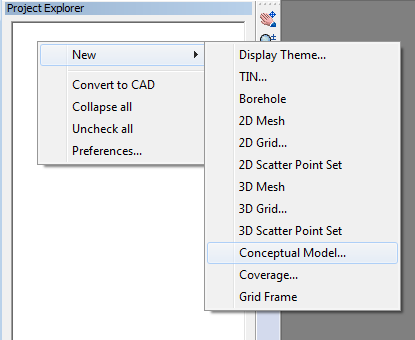 Project Explorer
New
Convert to CAD
Collapse all
Uncheck all
Preferences...
Display Theme...
TIN...
Borehole
2D Mesh
2D Grid...
2D Scatter Point Set
3D Mesh
3D Grid...
3D Scatter Point Set
Conceptual Model...
Coverage...
Grid Frame